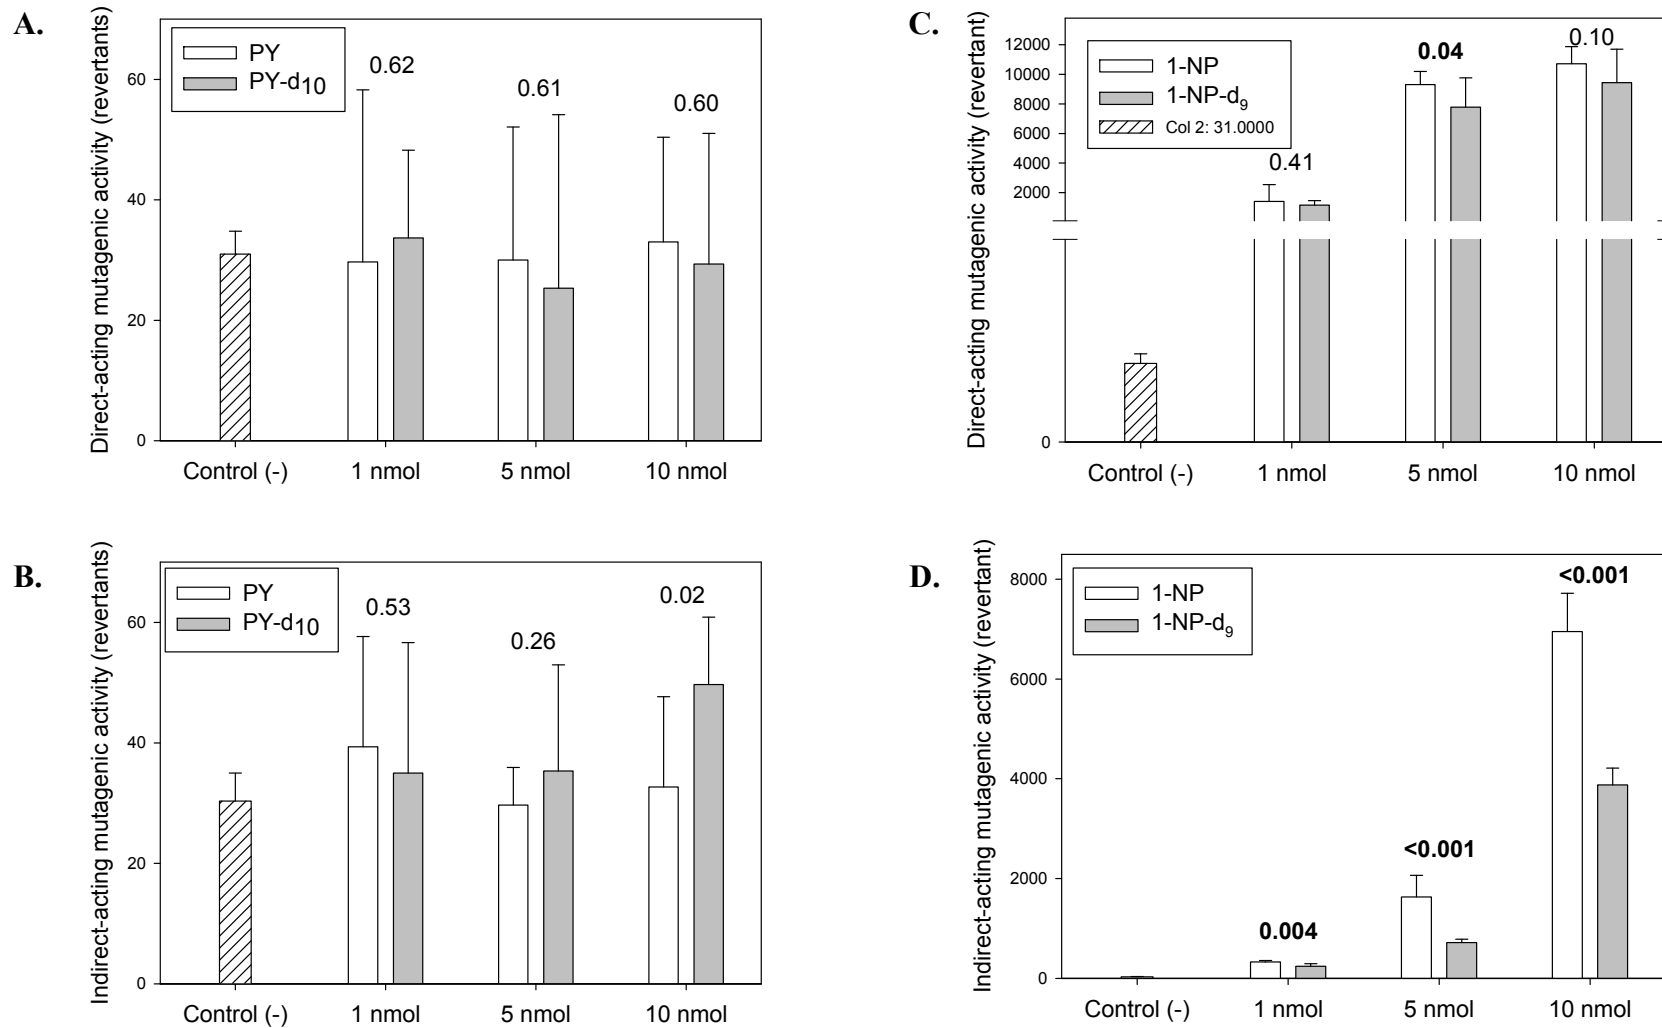 A.
Direct-acting mutagenic activity (revertants)
PY
PY-d10
0.62
0.61
0.60
60
40
20
0
Control (-)
1 nmol
5 nmol
10 nmol
C.
Direct-acting mutagenic activity (revertant)
1-NP
1-NP-d9
Col 2: 31.0000
0.41
0.04
0.10
12000
10000
8000
6000
4000
2000
0
Control (-)
1 nmol
5 nmol
10 nmol
B.
Indirect-acting mutagenic activity (revertants)
PY
PY-d10
0.53
0.26
0.02
60
40
20
0
Control (-)
1 nmol
5 nmol
10 nmol
D.
Indirect-acting mutagenic activity (revertant)
1-NP
1-NP-d9
0.004
<0.001
<0.001
8000
6000
4000
2000
0
Control (-)
1 nmol
5 nmol
10 nmol